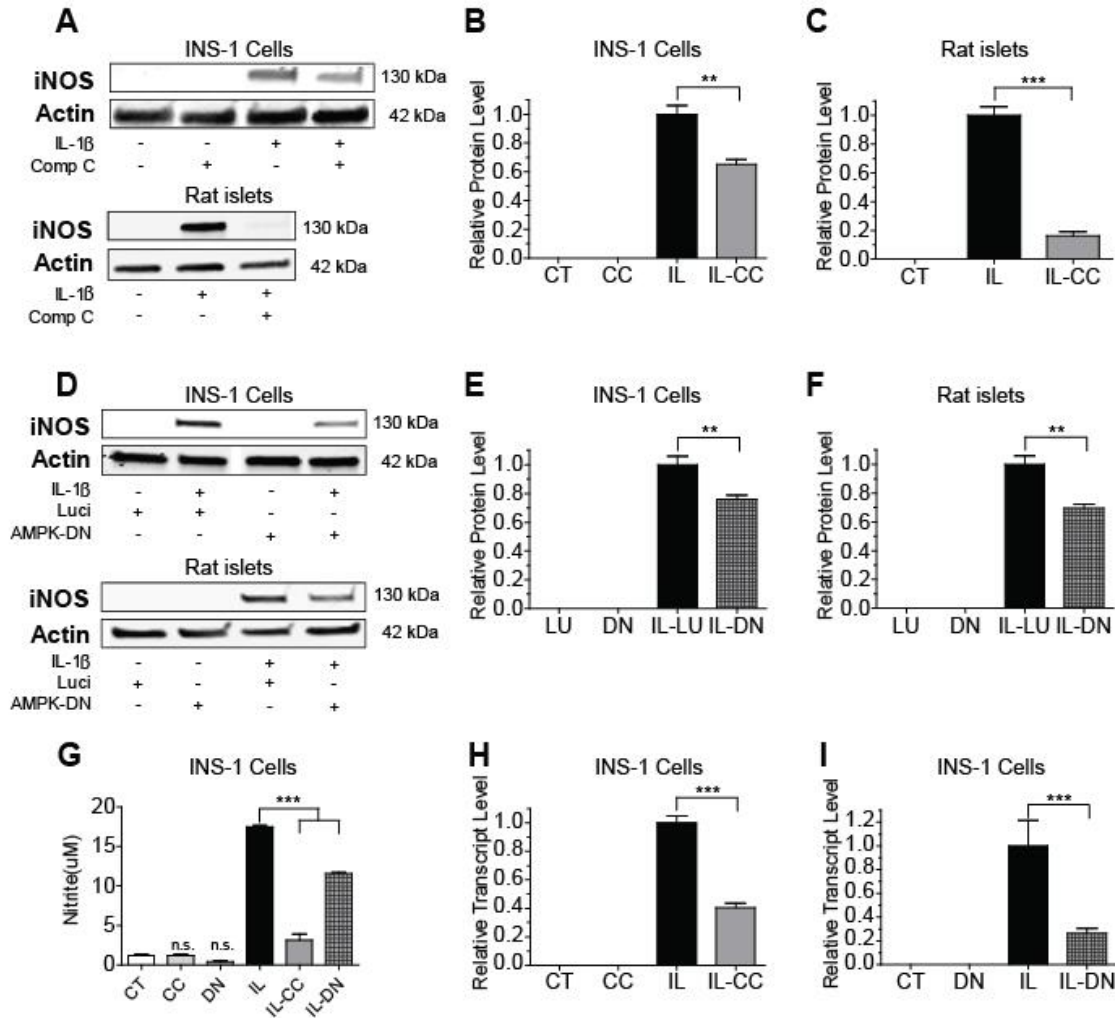 A
INS-1 Cells
iNOS 130 kDa
Actin 42 kDa
IL-1ß - - + +
Comp C - + - +
Rat islets
iNOS 130 kDa
Actin 42 kDa
IL-1ß - + +
Comp C - - +
B
INS-1 Cells
Relative Protein Level
**
1.0
0.8
0.6
0.4
0.2
0.0
CT CC IL IL-CC
C
Rat islets
Relative Protein Level
***
1.0
0.8
0.6
0.4
0.2
0.0
CT IL IL-CC
D
INS-1 Cells
iNOS 130 kDa
Actin 42 kDa
IL-1ß - + - +
Luci + + - -
AMPK-DN - - + +
Rat islets
iNOS 130 kDa
Actin 42 kDa
IL-1ß - - + +
Luci + - + -
AMPK-DN - + - +
E
INS-1 Cells
Relative Protein Level
**
1.0
0.8
0.6
0.4
0.2
0.0
LU DN IL-LU IL-DN
F
Rat islets
Relative Protein Level
**
1.0
0.8
0.6
0.4
0.2
0.0
LU DN IL-LU IL-DN
G
INS-1 Cells
Nitrite(uM)
***
20
15
10
5
0
n.s. n.s.
CT CC DN IL IL-CC IL-DN
H
INS-1 Cells
Relative Transcript Level
***
1.0
0.8
0.6
0.4
0.2
0.0
CT CC IL IL-CC
I
INS-1 Cells
Relative Transcript Level
***
1.2
1.0
0.8
0.6
0.4
0.2
0.0
CT DN IL IL-DN